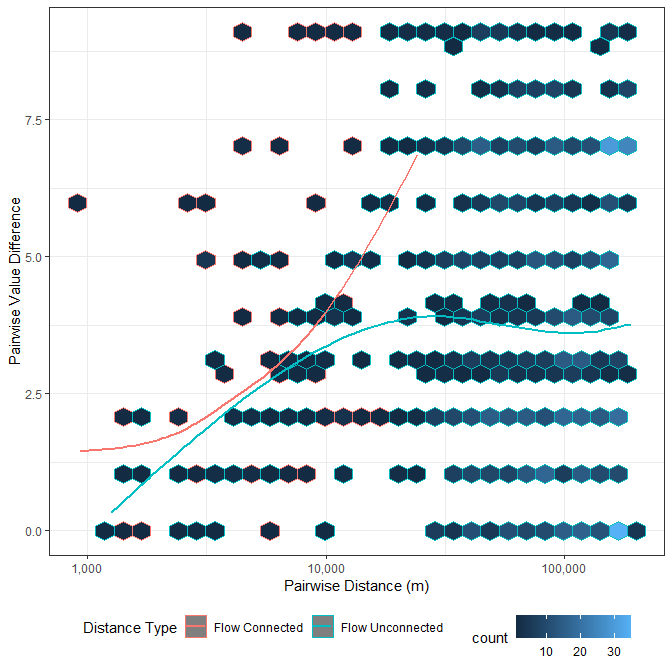 7.5
5.0
2.5
0.0
Pairwise Value Difference
1,000 10,000 100,000
Pairwise Distance (m)
Distance Type Flow Connected Flow Unconnected count
10 20 30